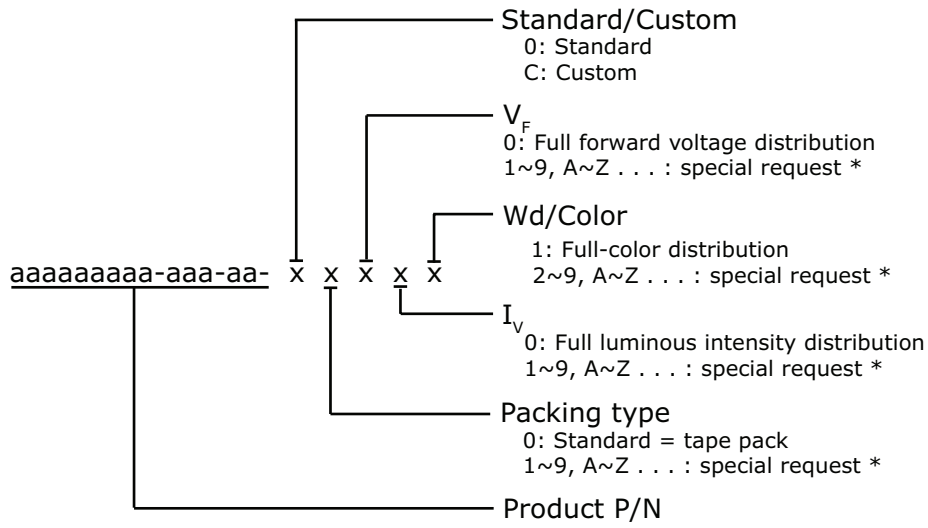 Standard/Custom
0: Standard
C: Custom
VF
0: Full forward voltage distribution
1~9, A~Z . . . : special request *
Wd/Color
1: Full-color distribution
2~9, A~Z . . . : special request *
aaaaaaaaa-aaa-aa- x x x x x
IV
0: Full luminous intensity distribution
1~9, A~Z . . . : special request *
Packing type
0: Standard = tape pack
1~9, A~Z . . . : special request *
Product P/N